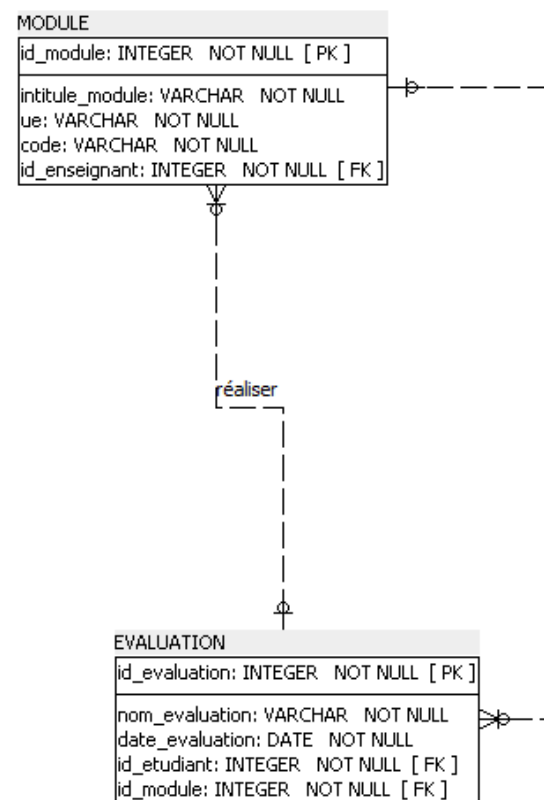 MODULE
id_module: INTEGER NOT NULL [ PK ]
intitule_module: VARCHAR NOT NULL
ue: VARCHAR NOT NULL
code: VARCHAR NOT NULL
id_enseignant: INTEGER NOT NULL [ FK ]
réaliser
EVALUATION
id_evaluation: INTEGER NOT NULL [ PK ]
nom_evaluation: VARCHAR NOT NULL
date_evaluation: DATE NOT NULL
id_etudiant: INTEGER NOT NULL [ FK ]
id_module: INTEGER NOT NULL [ FK ]